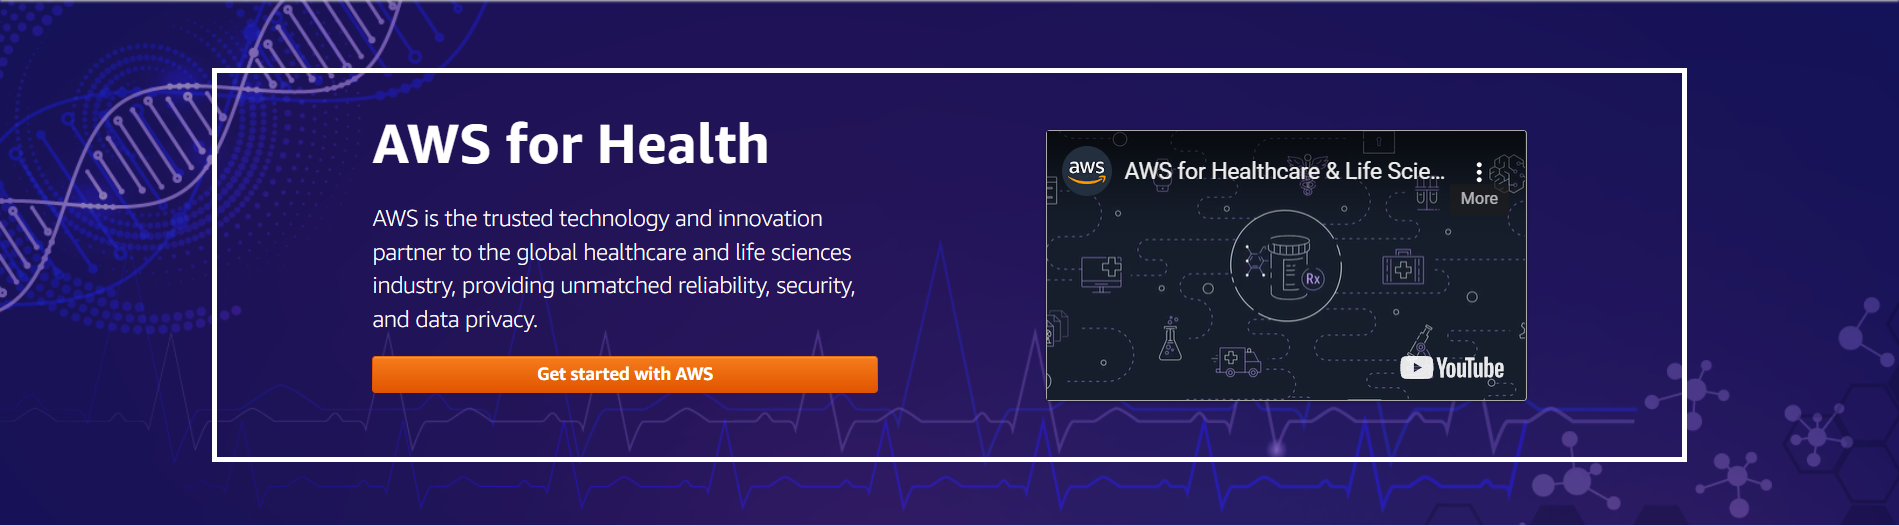 AWS for Health
AWS is the trusted technology and innovation
partner to the global healthcare and life sciences
industry, providing unmatched reliability, security,
and data privacy.
Get started with AWS
aws
AWS for Healthcare & Life Scie...
More
Rx
YouTube